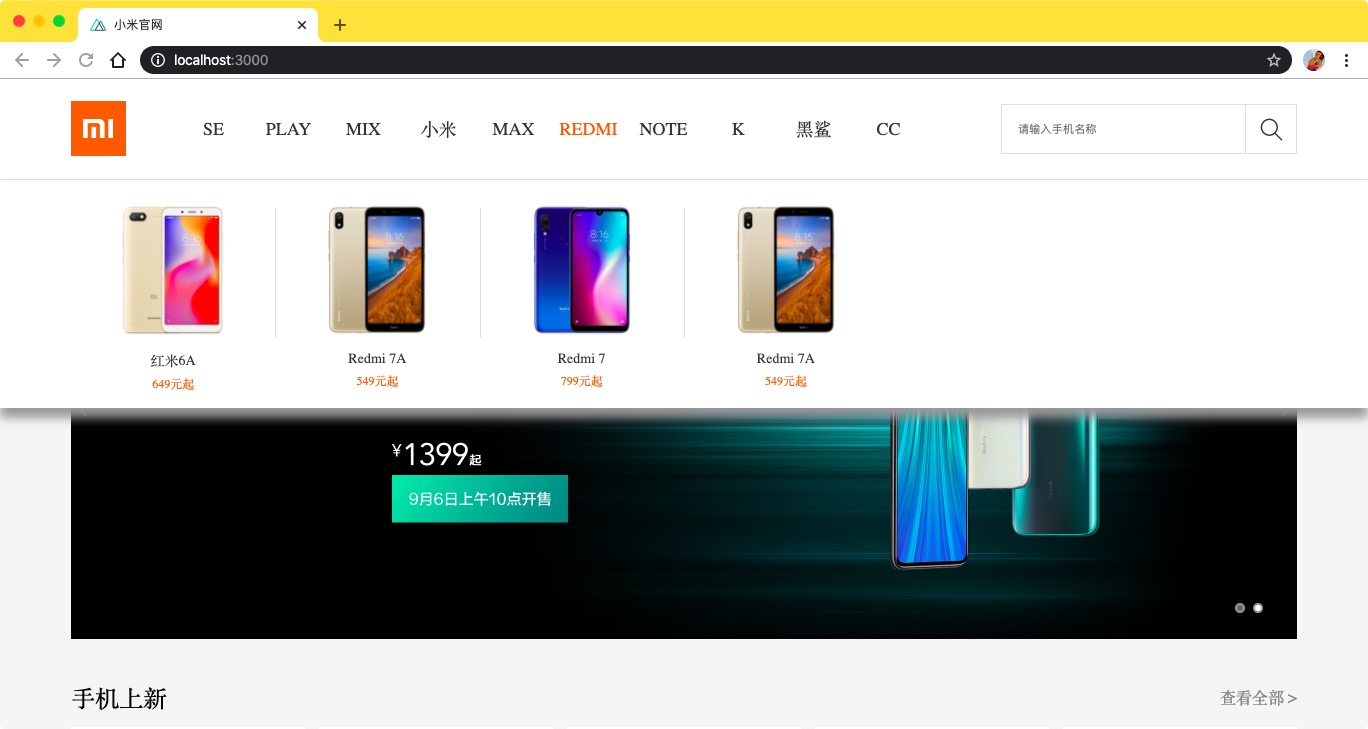 小米官网
localhost:3000
SE PLAY MIX 小米 MAX REDMI NOTE K 黑鲨 CC
请输入手机名称
红米6A Redmi 7A Redmi 7 Redmi 7A
649元起 549元起 799元起 549元起
¥1399起
9月6日上午10点开售
手机上新
查看全部 >